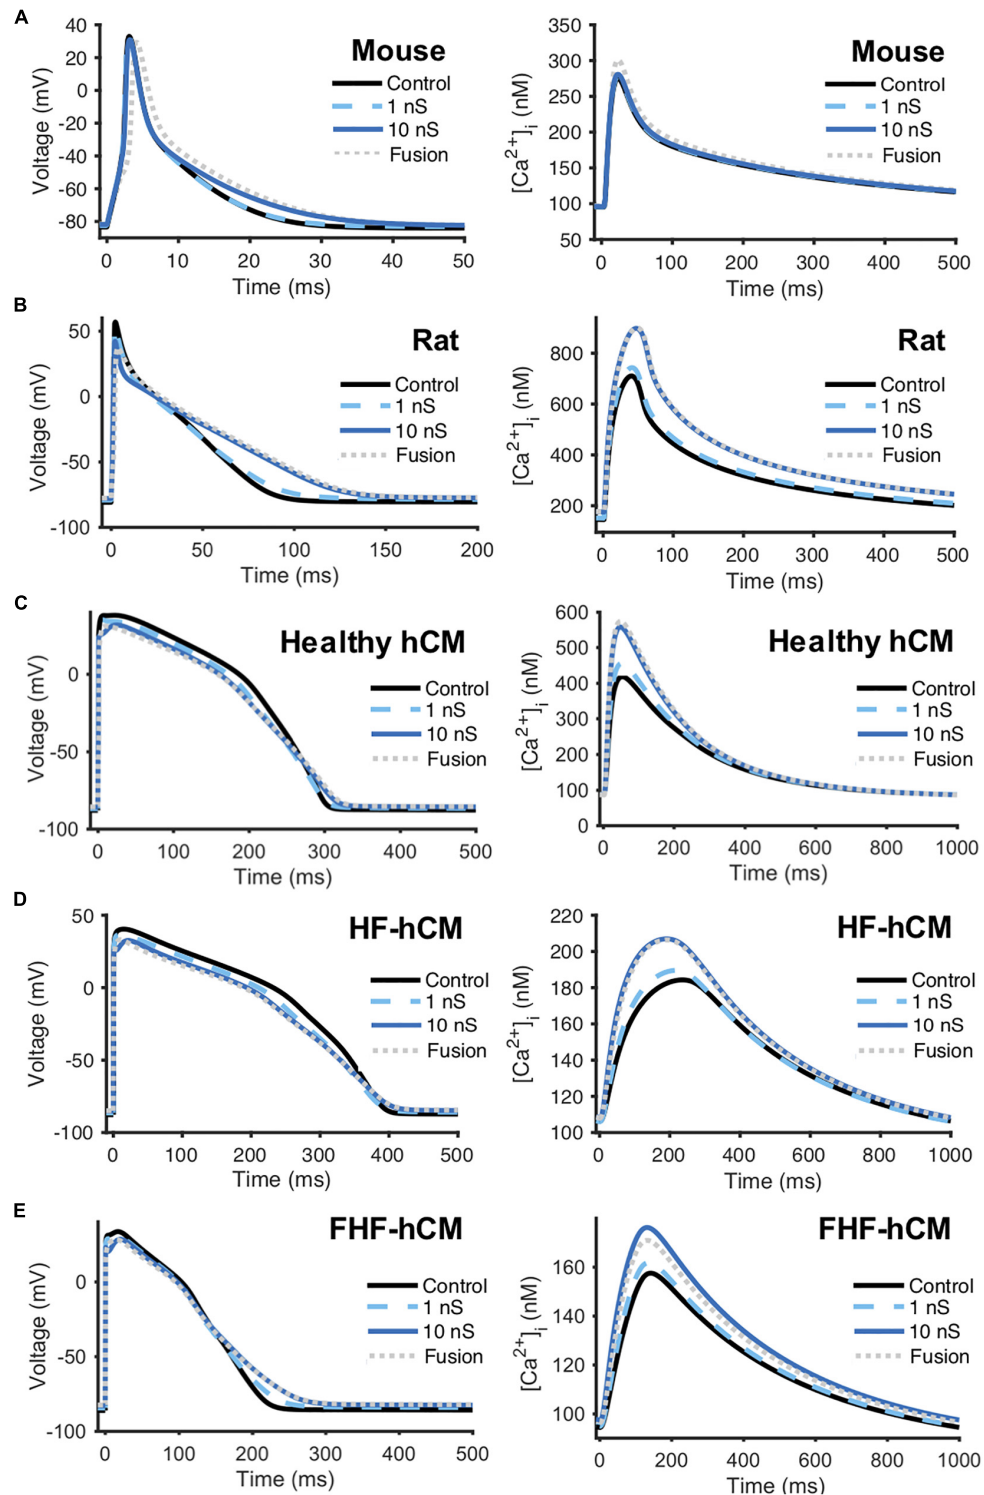 A
Mouse
Control
1 nS
10 nS
Fusion
Voltage (mV)
40
20
0
-20
-40
-60
-80
0 10 20 30 40 50
Time (ms)
Mouse
Control
1 nS
10 nS
Fusion
[Ca2+]i (nM)
350
300
250
200
150
100
50
0 100 200 300 400 500
Time (ms)
B
Rat
Control
1 nS
10 nS
Fusion
Voltage (mV)
50
0
-50
-100
0 50 100 150 200
Time (ms)
Rat
Control
1 nS
10 nS
Fusion
[Ca2+]i (nM)
800
600
400
200
0 100 200 300 400 500
Time (ms)
C
Healthy hCM
Control
1 nS
10 nS
Fusion
Voltage (mV)
0
-50
-100
0 100 200 300 400 500
Time (ms)
Healthy hCM
Control
1 nS
10 nS
Fusion
[Ca2+]i (nM)
600
500
400
300
200
100
0
0 200 400 600 800 1000
Time (ms)
D
HF-hCM
Control
1 nS
10 nS
Fusion
Voltage (mV)
50
0
-50
-100
0 100 200 300 400 500
Time (ms)
HF-hCM
Control
1 nS
10 nS
Fusion
[Ca2+]i (nM)
220
200
180
160
140
120
100
0 200 400 600 800 1000
Time (ms)
E
FHF-hCM
Control
1 nS
10 nS
Fusion
Voltage (mV)
0
-50
-100
0 100 200 300 400 500
Time (ms)
FHF-hCM
Control
1 nS
10 nS
Fusion
[Ca2+]i (nM)
160
140
120
100
0 200 400 600 800 1000
Time (ms)